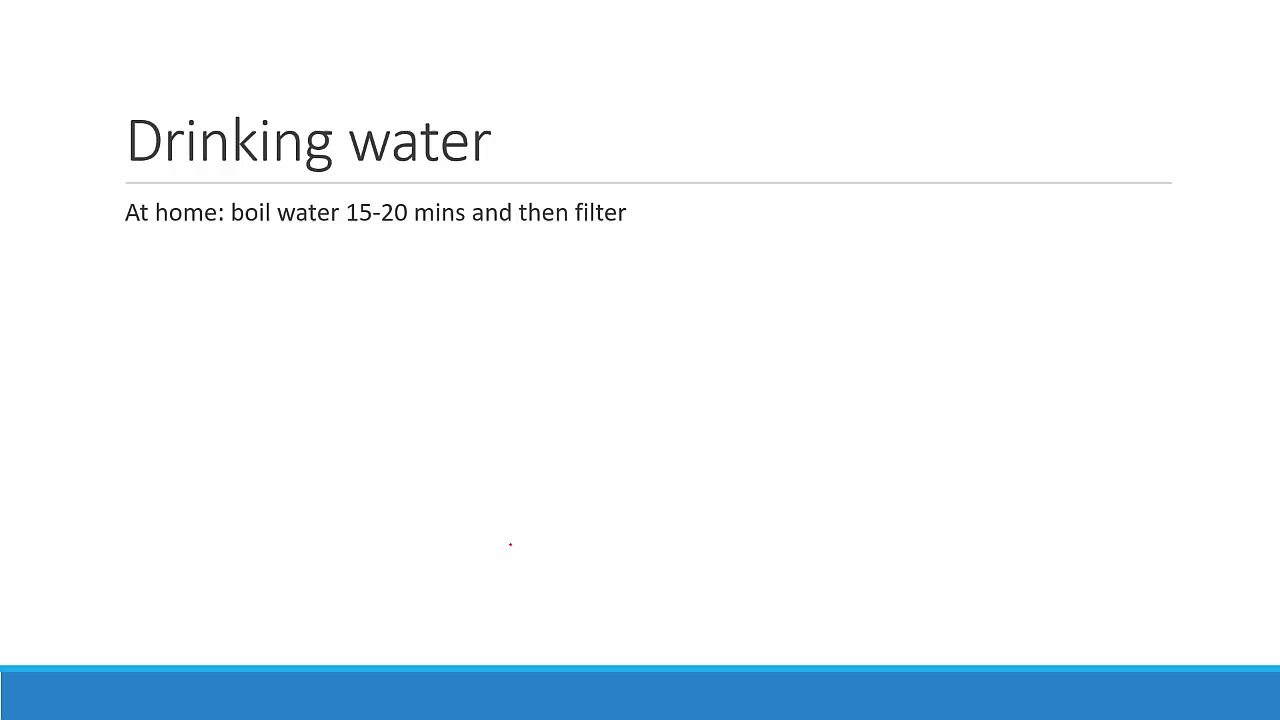 Drinking water
At home: boil water 15-20 mins and then filter